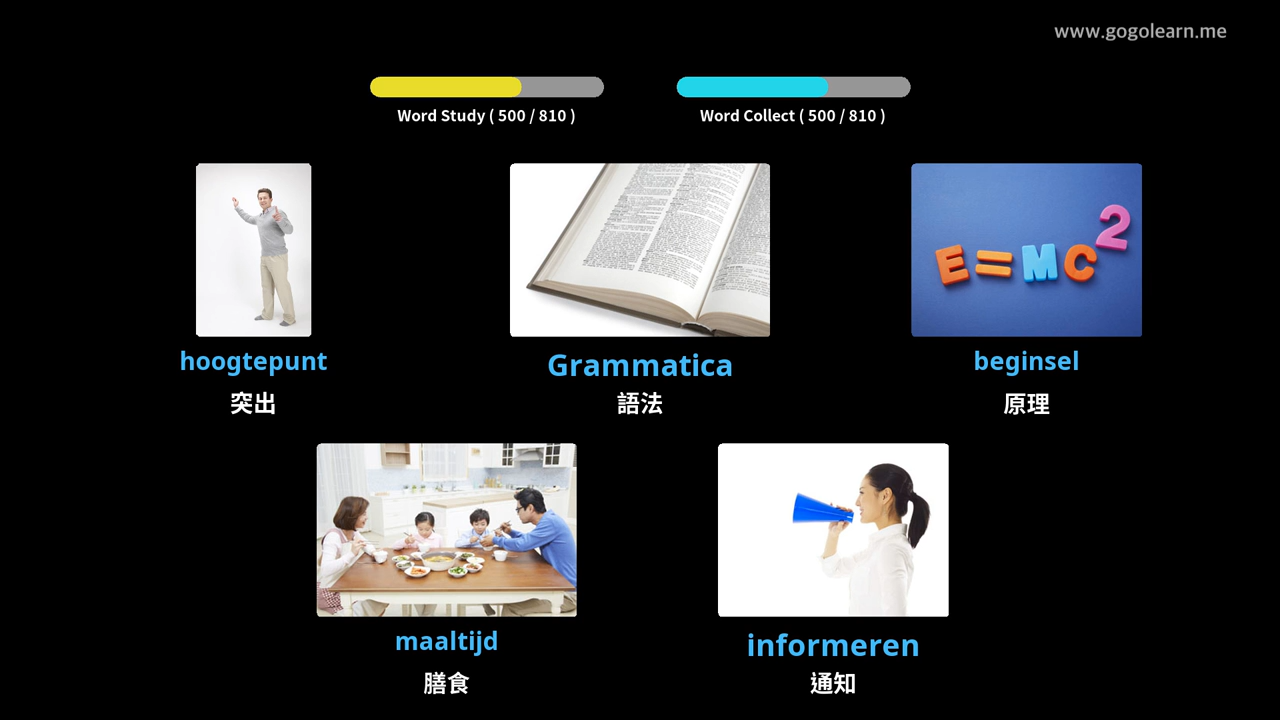 www.gogolearn.me
Word Study ( 500 / 810 )
Word Collect ( 500 / 810 )
hoogtepunt
突出
Grammatica
語法
beginsel
原理
E=MC2
maaltijd
膳食
informeren
通知